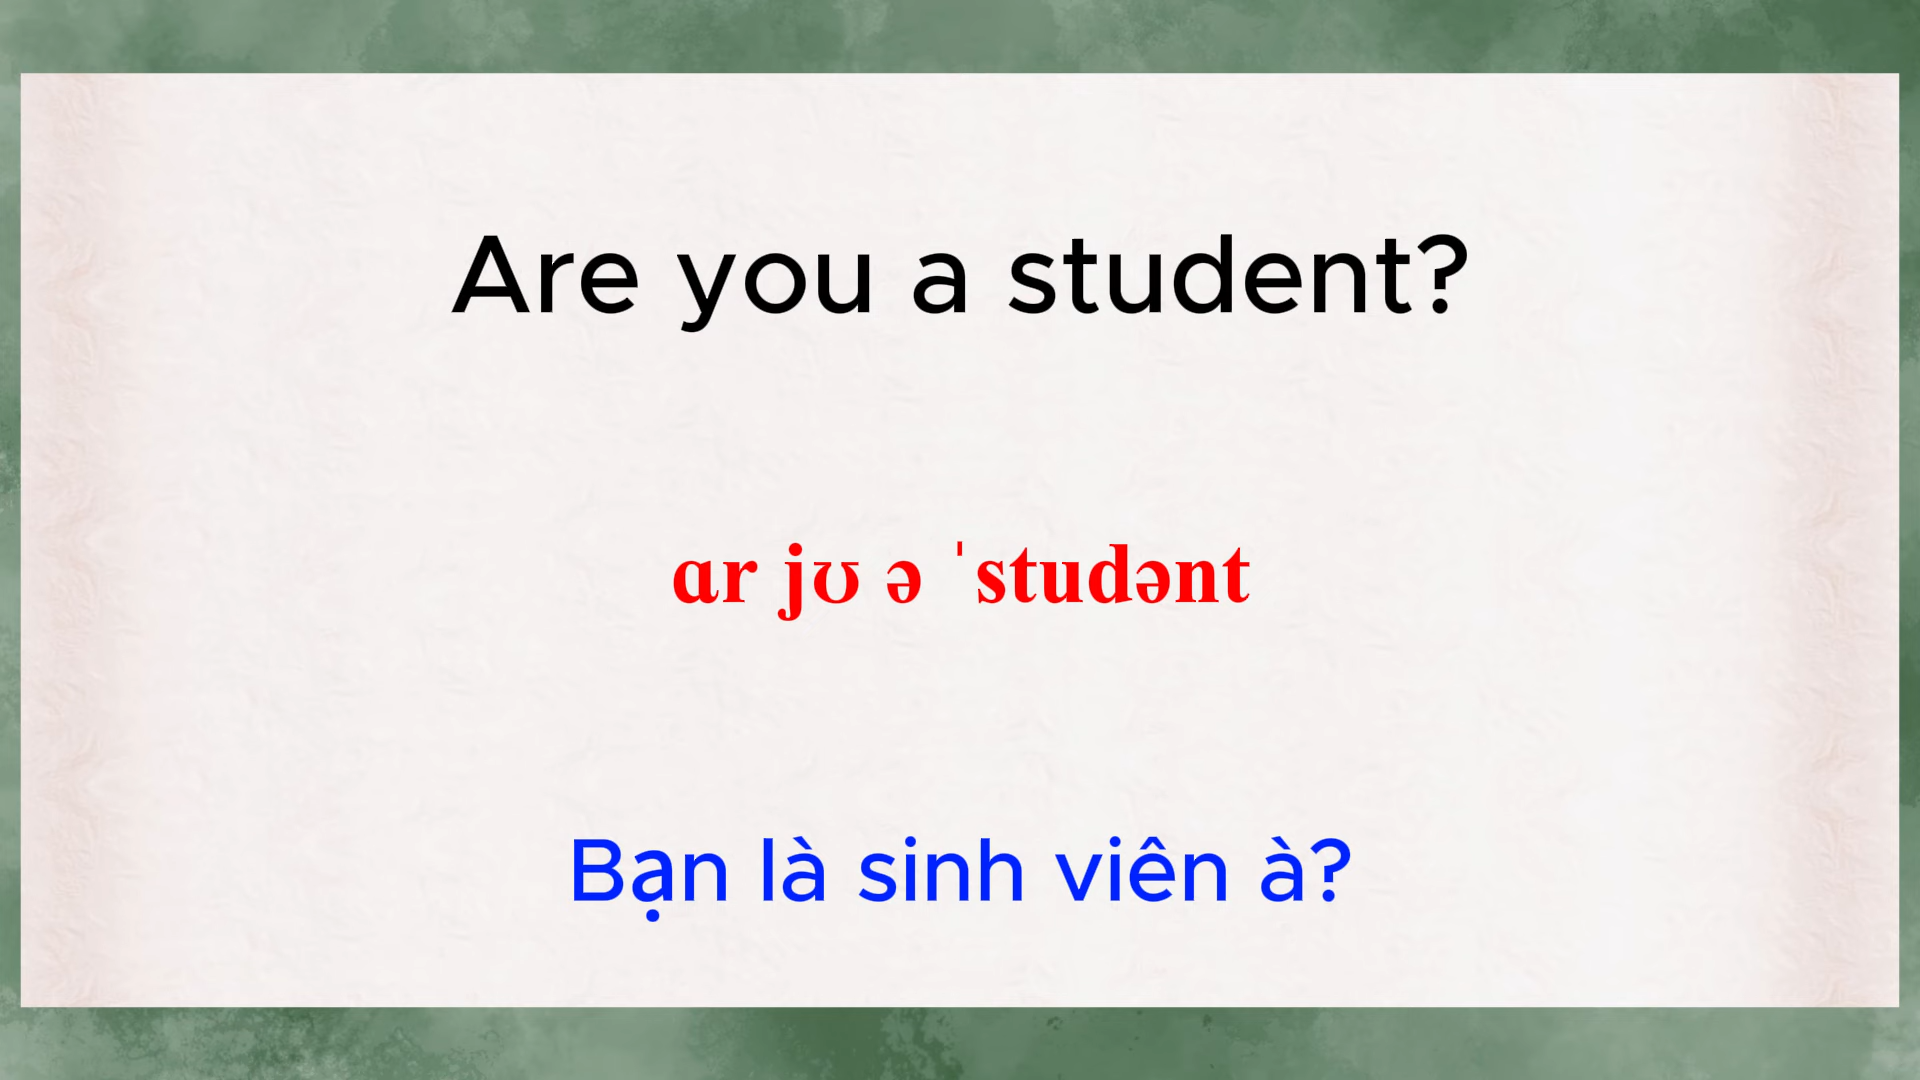 Are you a student?
ɑr jʊ ə ˈstudənt
Bạn là sinh viên à?